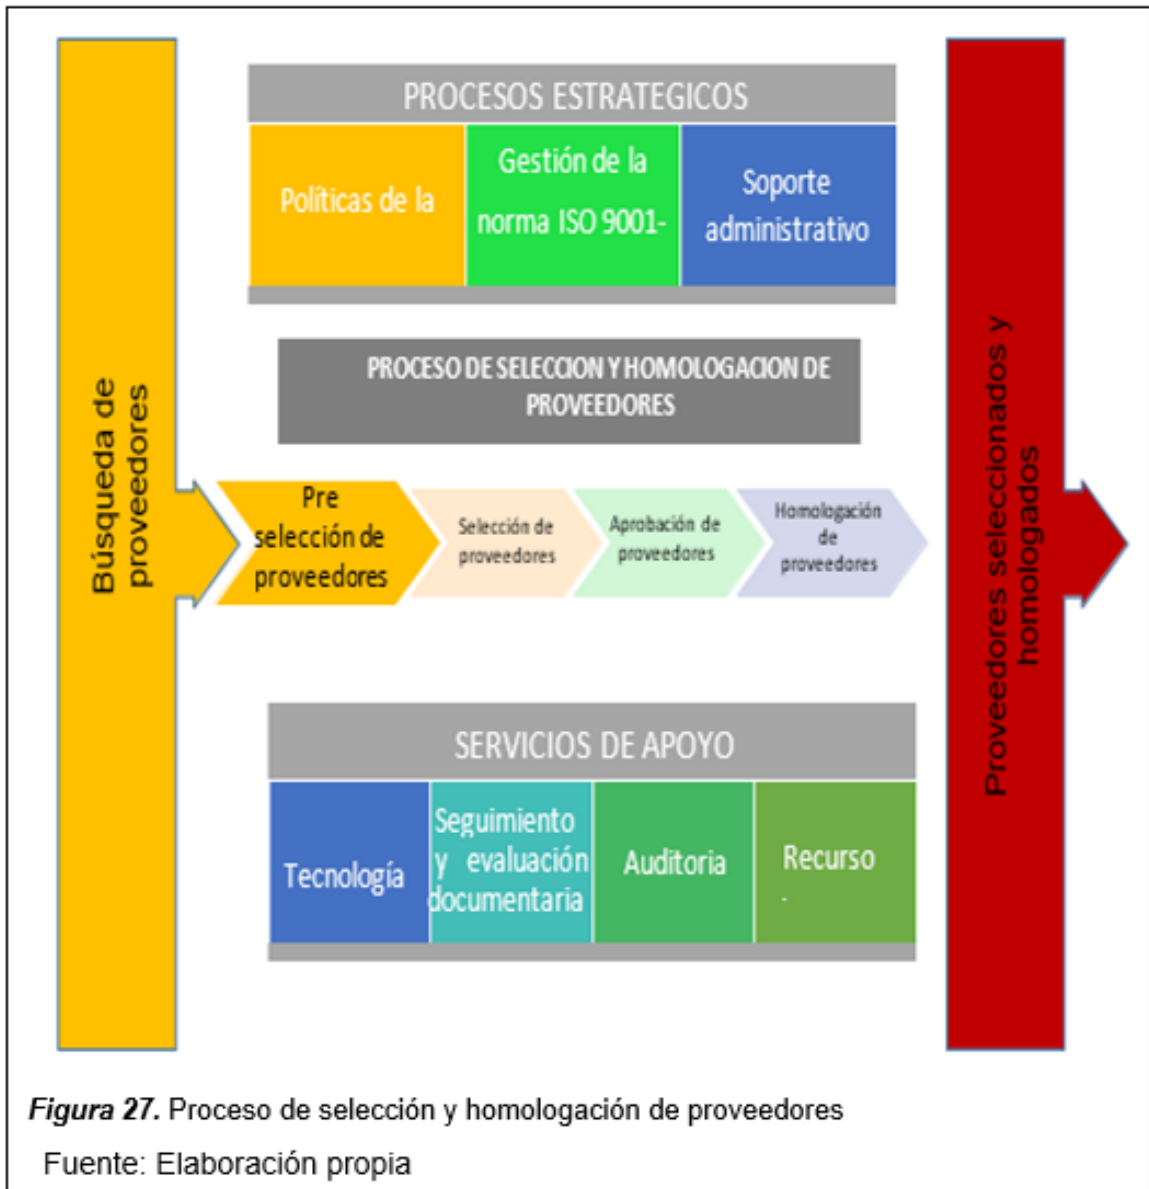 PROCESOS ESTRATEGICOS
Políticas de la
Gestión de la
norma ISO 9001-
Soporte
administrativo
PROCESO DE SELECCION Y HOMOLOGACION DE
PROVEEDORES
Búsqueda de
proveedores
Pre
selección de
proveedores
Selección de
proveedores
Aprobación de
proveedores
Homologación
de
proveedores
Proveedores seleccionados y
homologados
SERVICIOS DE APOYO
Tecnología
Seguimiento
y evaluación
documentaria
Auditoria
Recurso
Figura 27. Proceso de selección y homologación de proveedores
Fuente: Elaboración propia